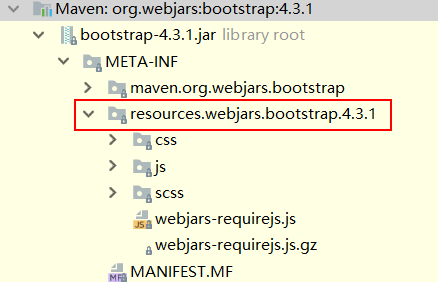 Maven: org.webjars:bootstrap:4.3.1
bootstrap-4.3.1.jar library root
META-INF
maven.org.webjars.bootstrap
resources.webjars.bootstrap.4.3.1
css
js
scss
webjars-requirejs.js
webjars-requirejs.js.gz
MANIFEST.MF